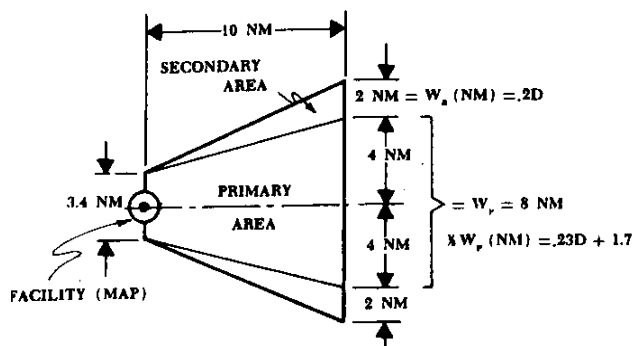 10 NM
SECONDARY
AREA
2 NM = Wₛ (NM) = .2D
4 NM
3.4 NM
PRIMARY
AREA
= Wₚ = 8 NM
½ Wₚ (NM) = .23D + 1.7
4 NM
FACILITY (MAP)
2 NM